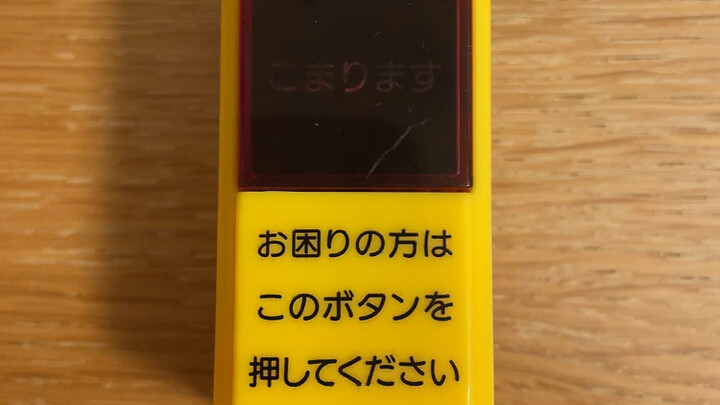 こまります
お困りの方は
このボタンを
押してください